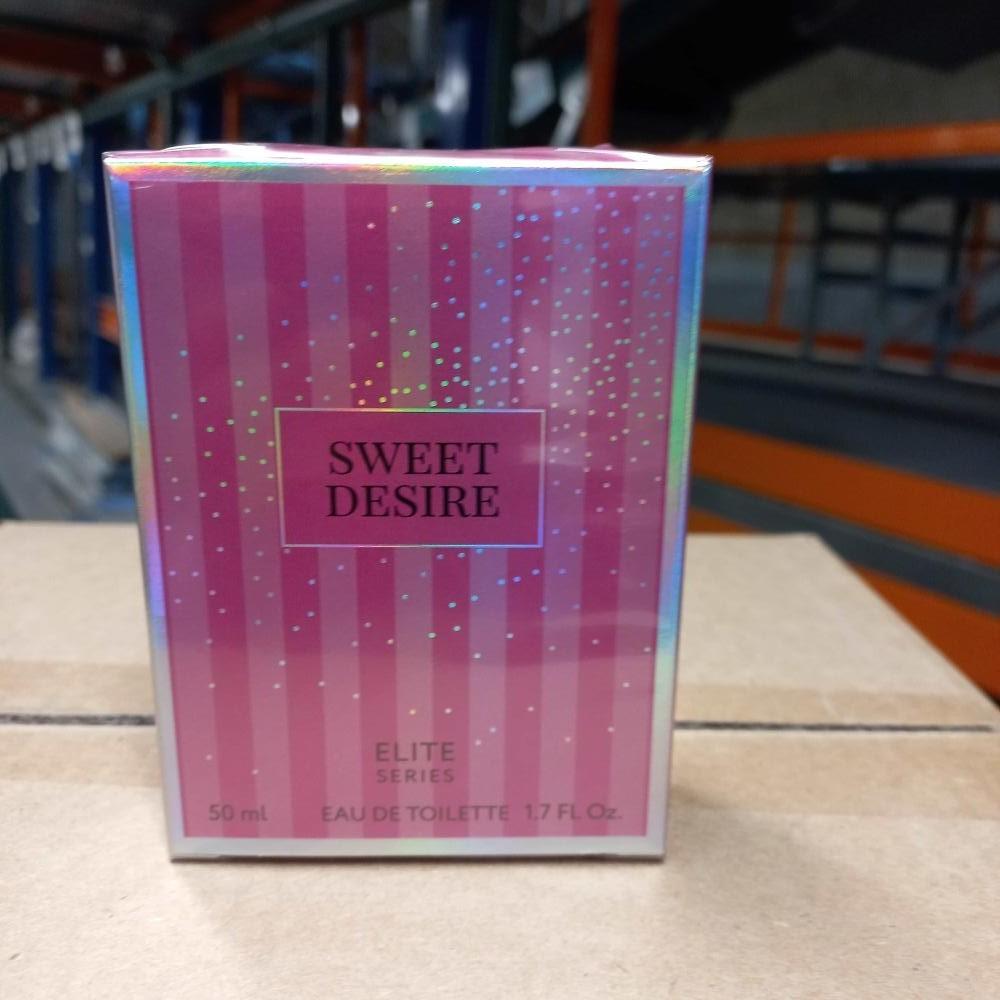 SWEET
DESIRE
ELITE
SERIES
50 ml EAU DE TOILETTE 1.7 FL. Oz.